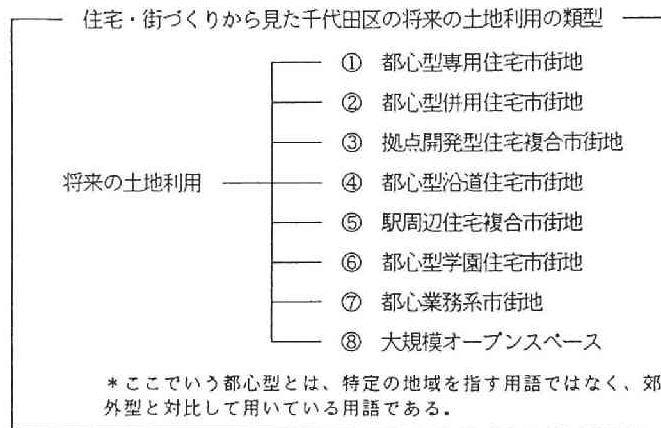 住宅・街づくりから見た千代田区の将来の土地利用の類型
① 都心型専用住宅市街地
② 都心型併用住宅市街地
③ 拠点開発型住宅複合市街地
将来の土地利用
④ 都心型沿道住宅市街地
⑤ 駅周辺住宅複合市街地
⑥ 都心型学園住宅市街地
⑦ 都心業務系市街地
⑧ 大規模オープンスペース
*ここでいう都心型とは、特定の地域を指す用語ではなく、郊
外型と対比して用いている用語である。